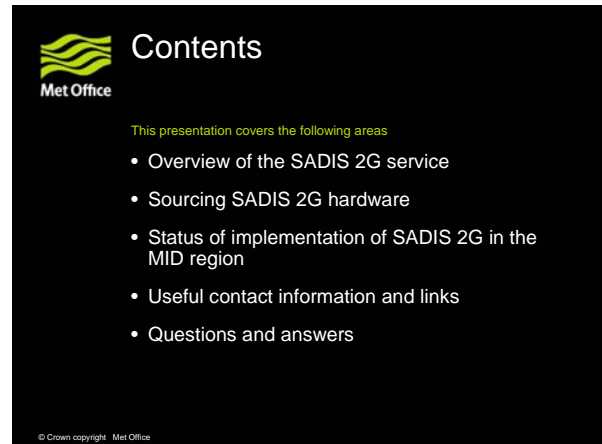 Contents
Met Office
This presentation covers the following areas
• Overview of the SADIS 2G service
• Sourcing SADIS 2G hardware
• Status of implementation of SADIS 2G in the
MID region
• Useful contact information and links
• Questions and answers
© Crown copyright Met Office